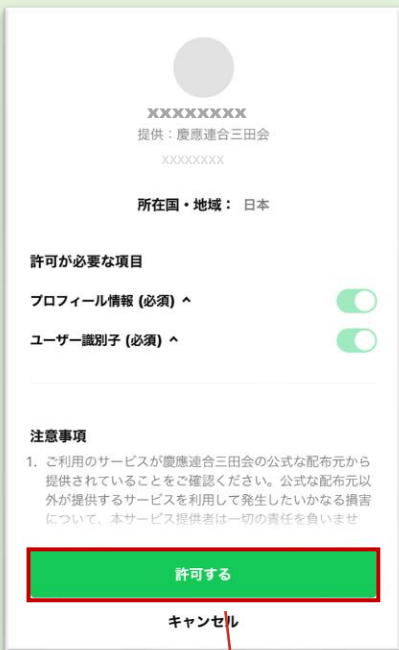 XXXXXXXX
提供：慶應連合三田会
XXXXXXXX
所在国・地域： 日本
許可が必要な項目
プロフィール情報 (必須) ^
ユーザー識別子 (必須) ^
注意事項
1. ご利用のサービスが慶應連合三田会の公式な配布元から
提供されていることをご確認ください。公式な配布元以
外が提供するサービスを利用して発生したいかなる損害
について、本サービス提供者は一切の責任を負いませ
許可する
キャンセル